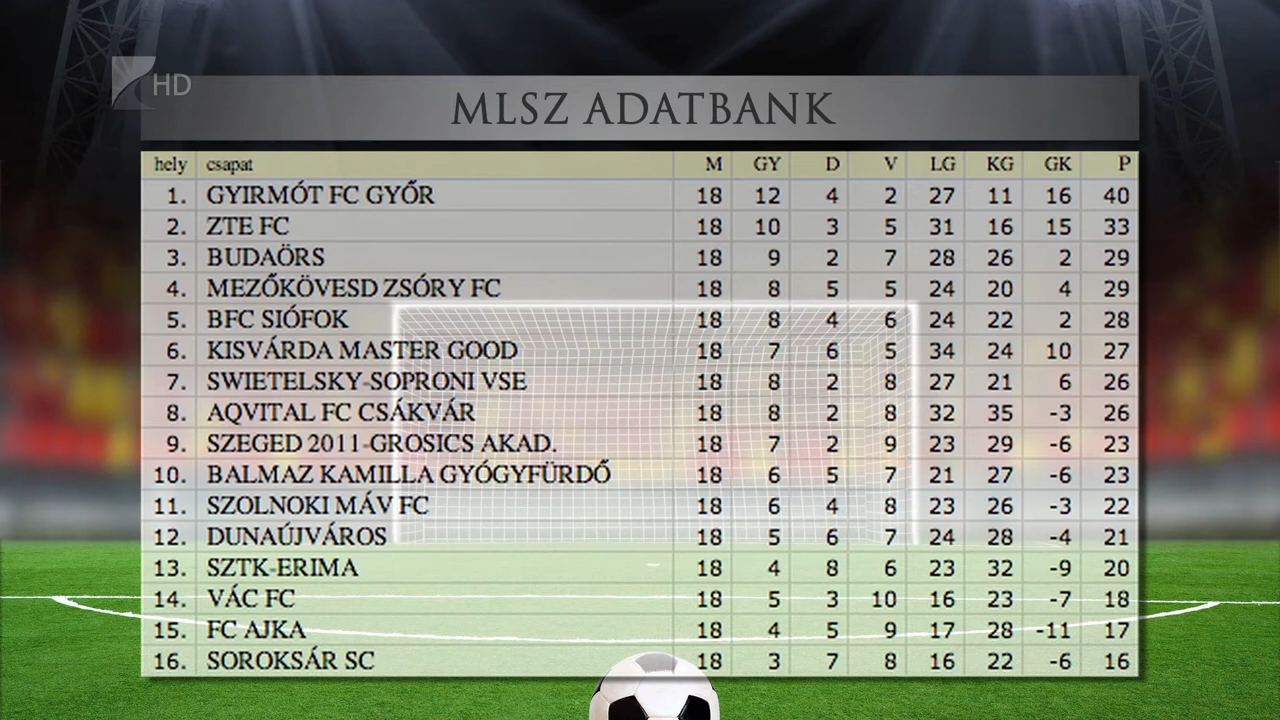 HD
MLSZ ADATBANK
hely csapat M GY D V LG KG GK P
1. GYIRMÓT FC GYŐR 18 12 4 2 27 11 16 40
2. ZTE FC 18 10 3 5 31 16 15 33
3. BUDAÖRS 18 9 2 7 28 26 2 29
4. MEZŐKÖVESD ZSÓRY FC 18 8 5 5 24 20 4 29
5. BFC SIÓFOK 18 8 4 6 24 22 2 28
6. KISVÁRDA MASTER GOOD 18 7 6 5 34 24 10 27
7. SWIETELSKY-SOPRONI VSE 18 8 2 8 27 21 6 26
8. AQVITAL FC CSÁKVÁR 18 8 2 8 32 35 -3 26
9. SZEGED 2011-GROSICS AKAD. 18 7 2 9 23 29 -6 23
10. BALMAZ KAMILLA GYÓGYFÜRDŐ 18 6 5 7 21 27 -6 23
11. SZOLNOKI MÁV FC 18 6 4 8 23 26 -3 22
12. DUNAÚJVÁROS 18 5 6 7 24 28 -4 21
13. SZTK-ERIMA 18 4 8 6 23 32 -9 20
14. VÁC FC 18 5 3 10 16 23 -7 18
15. FC AJKA 18 4 5 9 17 28 -11 17
16. SOROKSÁR SC 18 3 7 8 16 22 -6 16